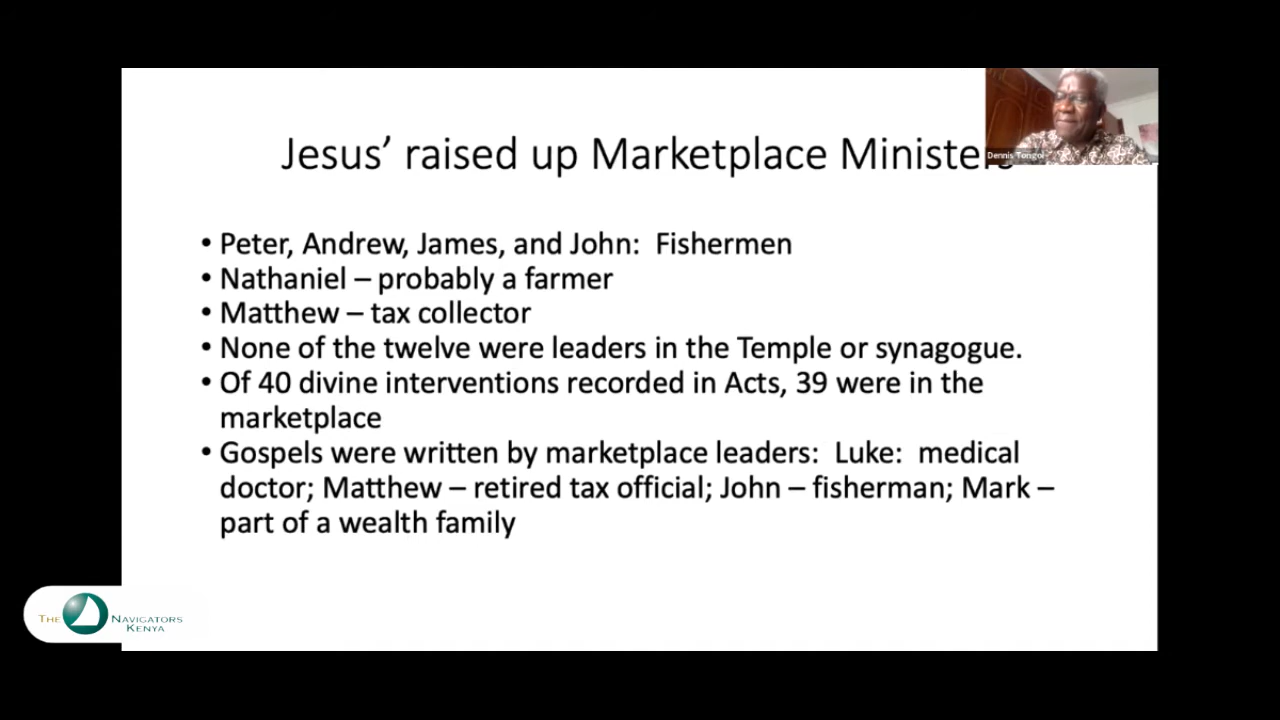 Jesus’ raised up Marketplace Ministers
Dennis Tongoi
• Peter, Andrew, James, and John:  Fishermen
• Nathaniel – probably a farmer
• Matthew – tax collector
• None of the twelve were leaders in the Temple or synagogue.
• Of 40 divine interventions recorded in Acts, 39 were in the
marketplace
• Gospels were written by marketplace leaders:  Luke:  medical
doctor; Matthew – retired tax official; John – fisherman; Mark –
part of a wealth family
THE NAVIGATORS
KENYA